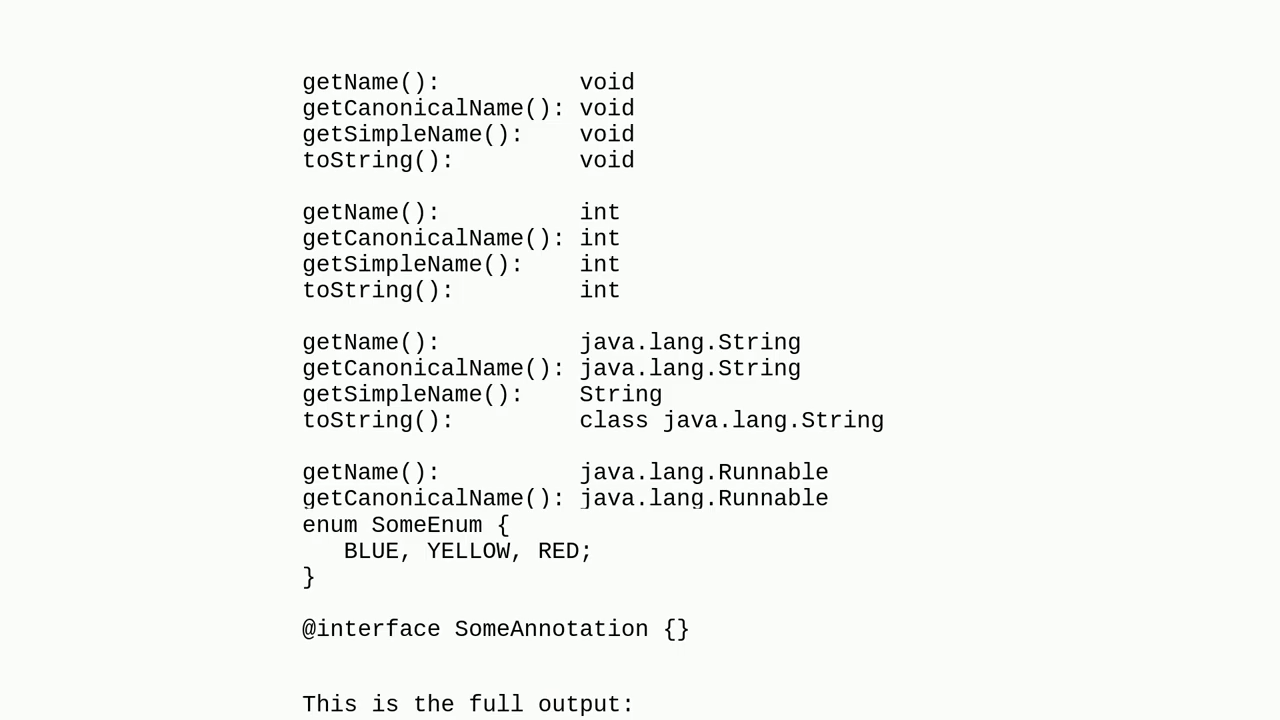 getName():          void
getCanonicalName(): void
getSimpleName():    void
toString():         void

getName():          int
getCanonicalName(): int
getSimpleName():    int
toString():         int

getName():          java.lang.String
getCanonicalName(): java.lang.String
getSimpleName():    String
toString():         class java.lang.String

getName():          java.lang.Runnable
getCanonicalName(): java.lang.Runnable
enum SomeEnum {
   BLUE, YELLOW, RED;
}

@interface SomeAnnotation {}

This is the full output: